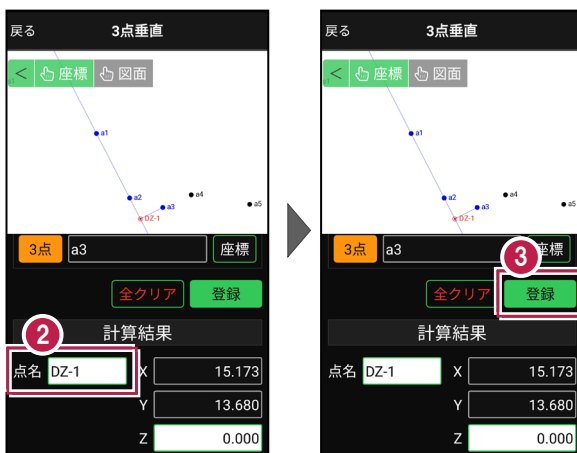 戻る 3点垂直
< 座標 図面
a1
a2
a3
a4
a5
DZ-1
3点 a3 座標
全クリア 登録
計算結果
2
点名 DZ-1 X 15.173
Y 13.680
Z 0.000
戻る 3点垂直
< 座標 図面
a1
a2
a3
a4
a5
DZ-1
3点 a3 座標
3
全クリア 登録
計算結果
点名 DZ-1 X 15.173
Y 13.680
Z 0.000